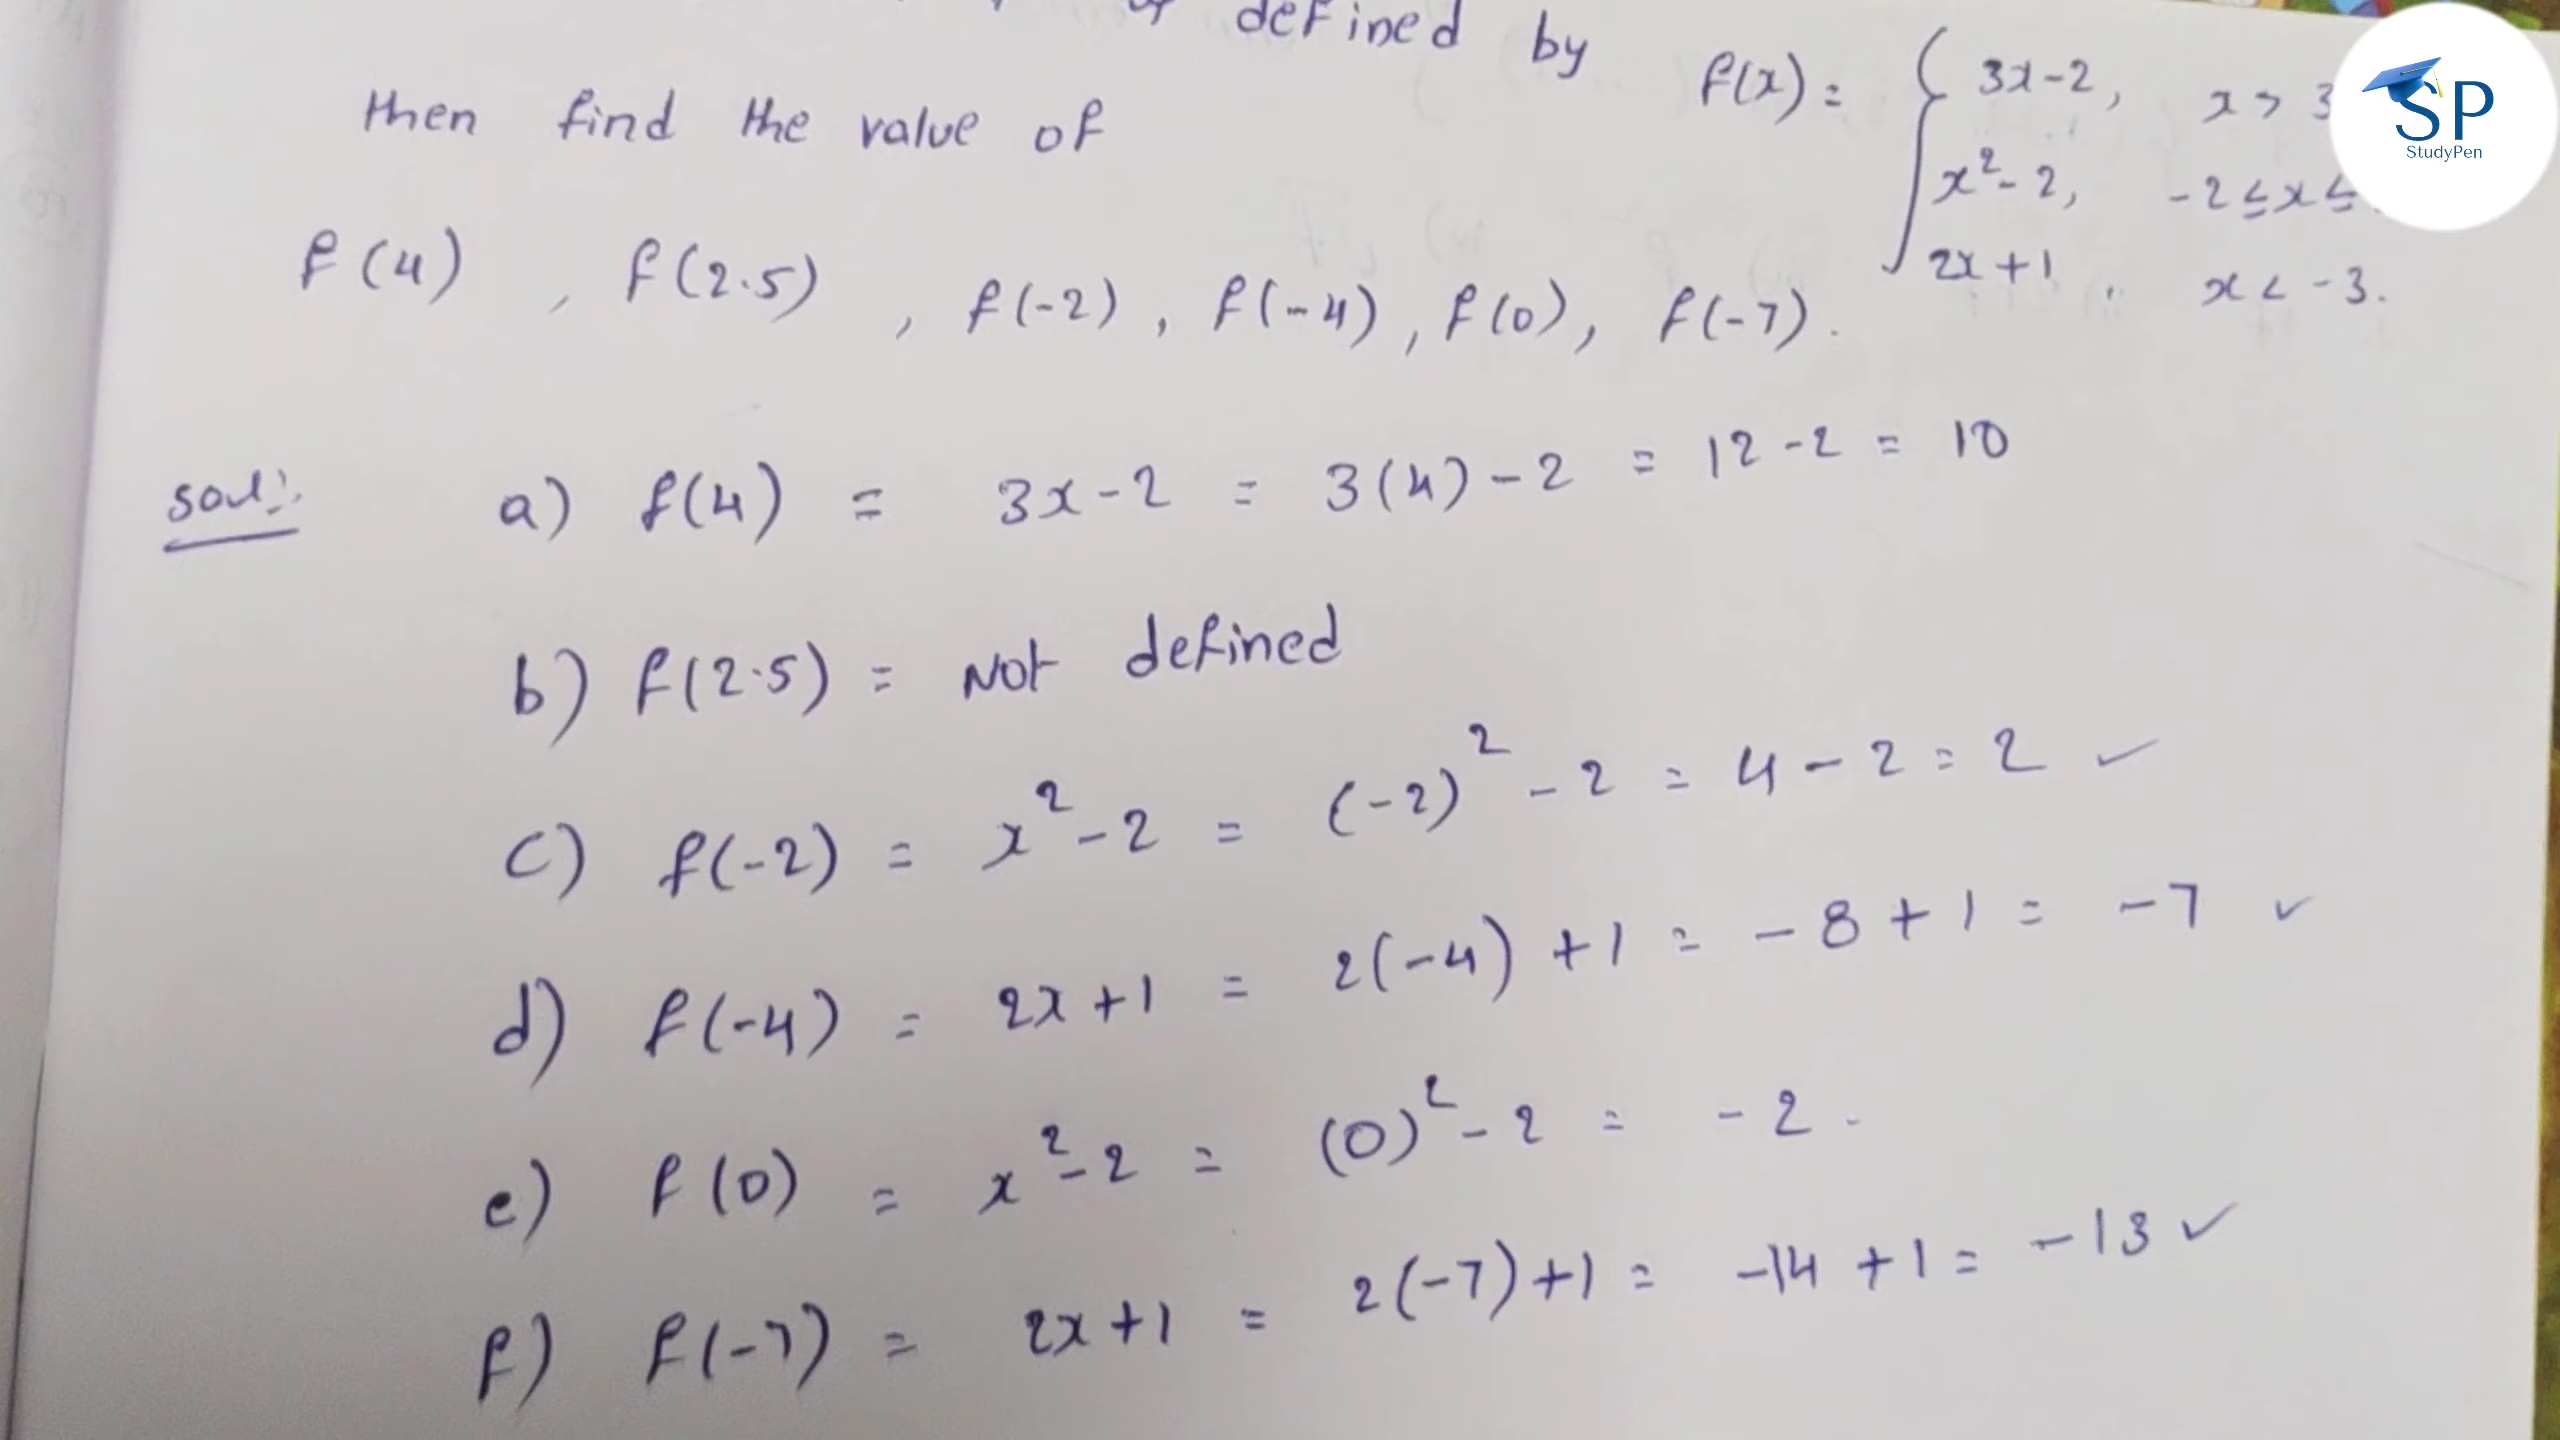 defined by f(x) = { 3x-2, x > 3
x²-2, -2 ≤ x ≤
2x+1, x < -3.
then find the value of
f(4), f(2.5), f(-2), f(-4), f(0), f(-7).
Sol:
a) f(4) = 3x-2 = 3(4)-2 = 12-2 = 10
b) f(2.5) = Not defined
c) f(-2) = x²-2 = (-2)²-2 = 4-2 = 2 ✓
d) f(-4) = 2x+1 = 2(-4)+1 = -8+1 = -7 ✓
e) f(0) = x²-2 = (0)²-2 = -2.
f) f(-7) = 2x+1 = 2(-7)+1 = -14+1 = -13 ✓
SP
StudyPen